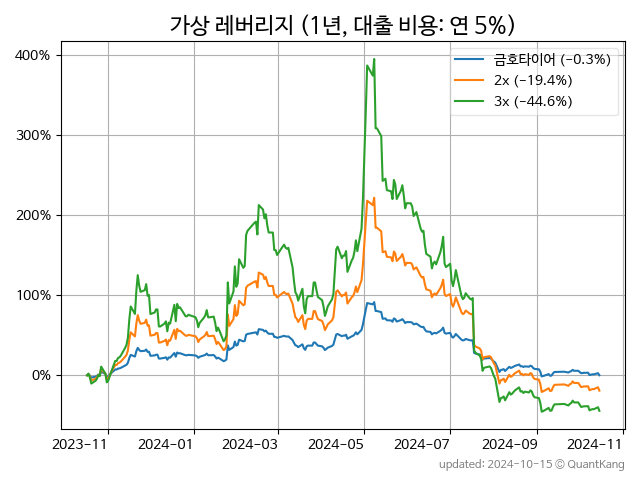 가상 레버리지 (1년, 대출 비용: 연 5%)
금호타이어 (−0.3%)
2x (−19.4%)
3x (−44.6%)
400%
300%
200%
100%
0%
2023-11 2024-01 2024-03 2024-05 2024-07 2024-09 2024-11
updated: 2024-10-15 © QuantKang